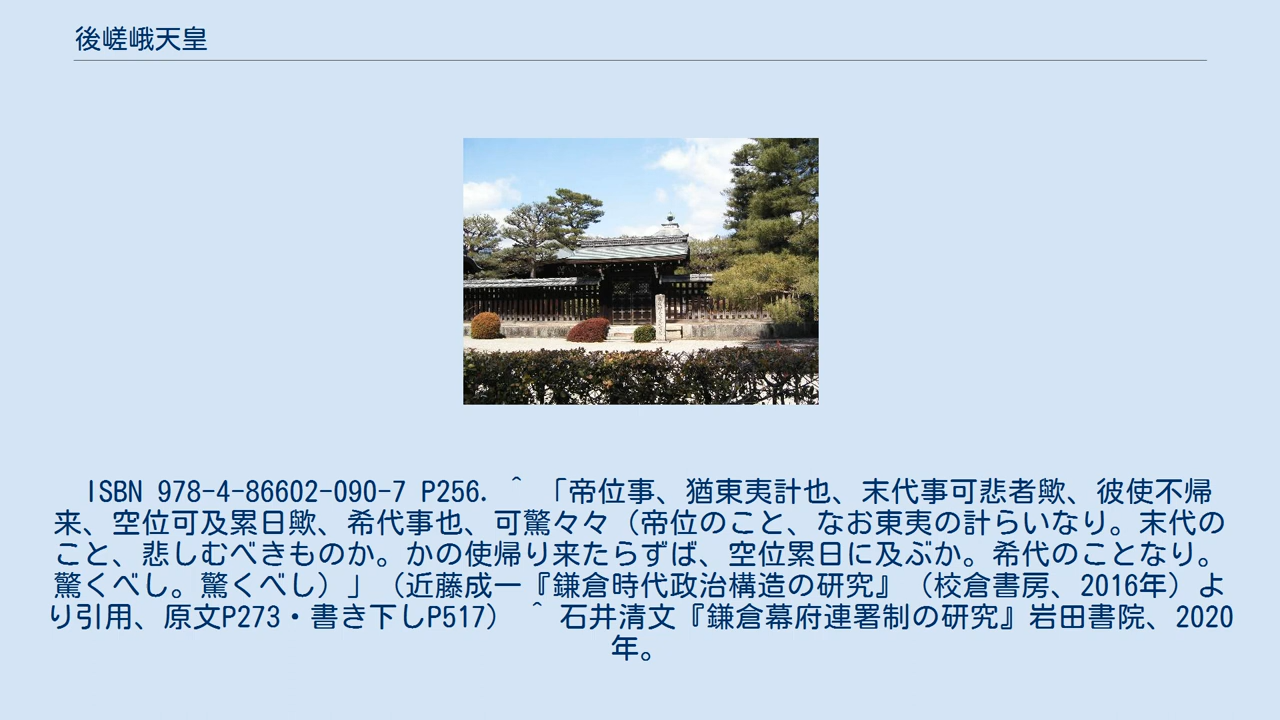 後嵯峨天皇
ISBN 978-4-86602-090-7 P256. ^ 「帝位事、猶東夷計也、末代事可悲者歟、彼使不帰
来、空位可及累日歟、希代事也、可驚々々（帝位のこと、なお東夷の計らいなり。末代の
こと、悲しむべきものか。かの使帰り来たらずば、空位累日に及ぶか。希代のことなり。
驚くべし。驚くべし）」（近藤成一『鎌倉時代政治構造の研究』（校倉書房、2016年）よ
り引用、原文P273・書き下しP517） ^ 石井清文『鎌倉幕府連署制の研究』岩田書院、2020
年。